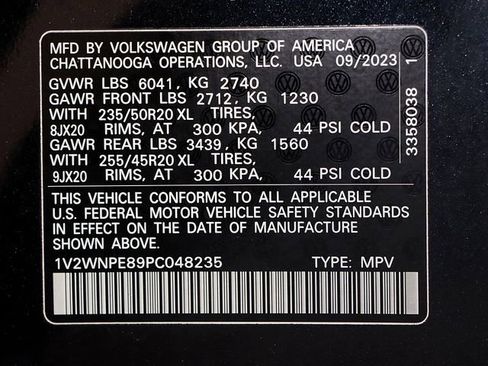 MFD BY VOLKSWAGEN GROUP OF AMERICA
CHATTANOOGA OPERATIONS, LLC. USA 09/2023
GVWR LBS 6041, KG 2740
GAWR FRONT LBS 2712, KG 1230
WITH 235/50R20 XL TIRES,
8JX20 RIMS, AT 300 KPA, 44 PSI COLD
GAWR REAR LBS 3439, KG 1560
WITH 255/45R20 XL TIRES,
9JX20 RIMS, AT 300 KPA, 44 PSI COLD
3358038 1
THIS VEHICLE CONFORMS TO ALL APPLICABLE
U.S. FEDERAL MOTOR VEHICLE SAFETY STANDARDS
IN EFFECT ON THE DATE OF MANUFACTURE
SHOWN ABOVE.
1V2WNPE89PC048235 TYPE: MPV